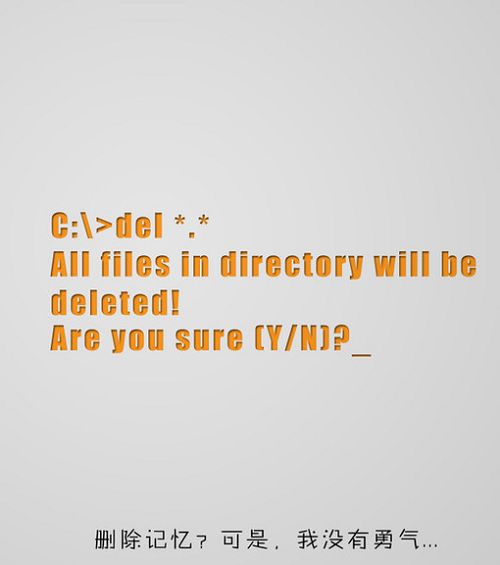 C:\>del *.*
All files in directory will be
deleted!
Are you sure (Y/N)?_
删除记忆？可是，我没有勇气...